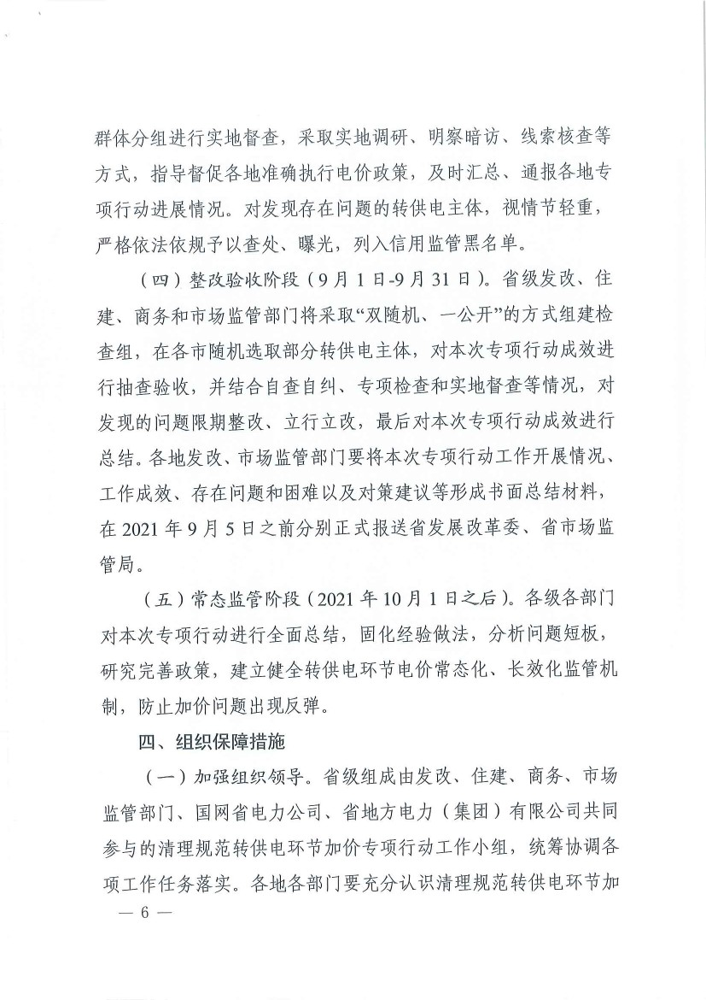 群体分组进行实地督查，采取实地调研、明察暗访、线索核查等
方式，指导督促各地准确执行电价政策，及时汇总、通报各地专
项行动进展情况。对发现存在问题的转供电主体，视情节轻重，
严格依法依规予以查处、曝光，列入信用监管黑名单。
（四）整改验收阶段（9 月 1 日-9 月 31 日）。省级发改、住
建、商务和市场监管部门将采取“双随机、一公开”的方式组建检
查组，在各市随机选取部分转供电主体，对本次专项行动成效进
行抽查验收，并结合自查自纠、专项检查和实地督查等情况，对
发现的问题限期整改、立行立改，最后对本次专项行动成效进行
总结。各地发改、市场监管部门要将本次专项行动工作开展情况、
工作成效、存在问题和困难以及对策建议等形成书面总结材料，
在 2021 年 9 月 5 日之前分别正式报送省发展改革委、省市场监
管局。
（五）常态监管阶段（2021 年 10 月 1 日之后）。各级各部门
对本次专项行动进行全面总结，固化经验做法，分析问题短板，
研究完善政策，建立健全转供电环节电价常态化、长效化监管机
制，防止加价问题出现反弹。
四、组织保障措施
（一）加强组织领导。省级组成由发改、住建、商务、市场
监管部门、国网省电力公司、省地方电力（集团）有限公司共同
参与的清理规范转供电环节加价专项行动工作小组，统筹协调各
项工作任务落实。各地各部门要充分认识清理规范转供电环节加
— 6 —